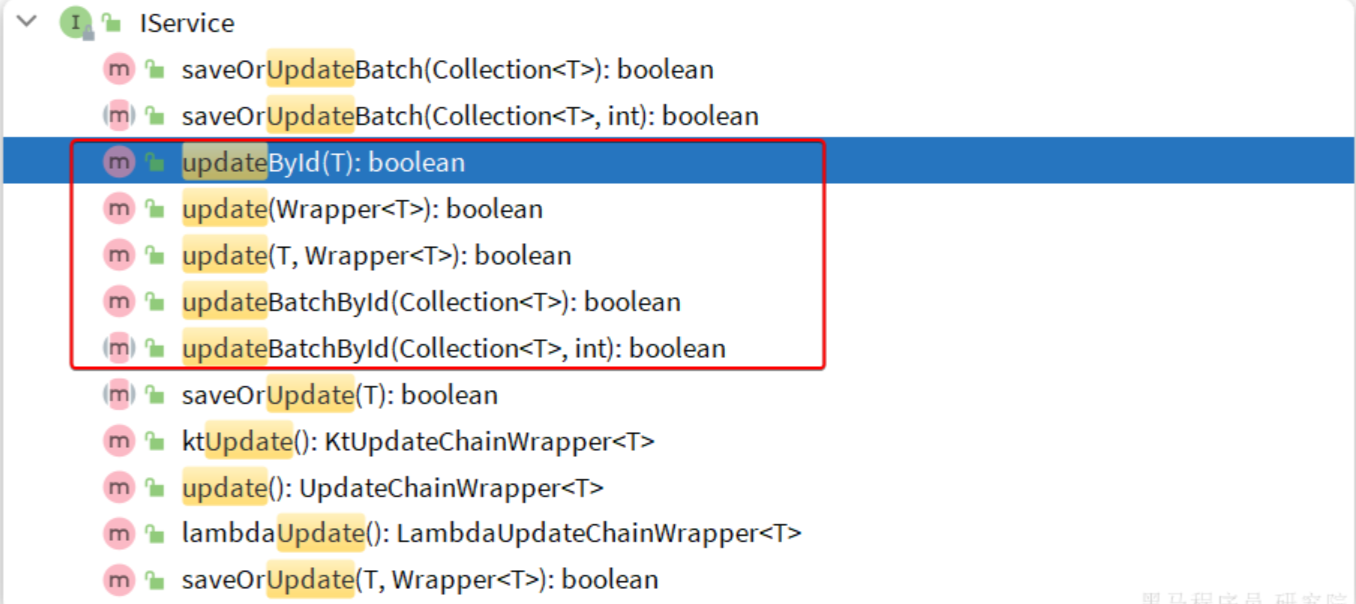 IService
saveOrUpdateBatch(Collection<T>): boolean
saveOrUpdateBatch(Collection<T>, int): boolean
updateById(T): boolean
update(Wrapper<T>): boolean
update(T, Wrapper<T>): boolean
updateBatchById(Collection<T>): boolean
updateBatchById(Collection<T>, int): boolean
saveOrUpdate(T): boolean
ktUpdate(): KtUpdateChainWrapper<T>
update(): UpdateChainWrapper<T>
lambdaUpdate(): LambdaUpdateChainWrapper<T>
saveOrUpdate(T, Wrapper<T>): boolean
黑马程序员-研究院